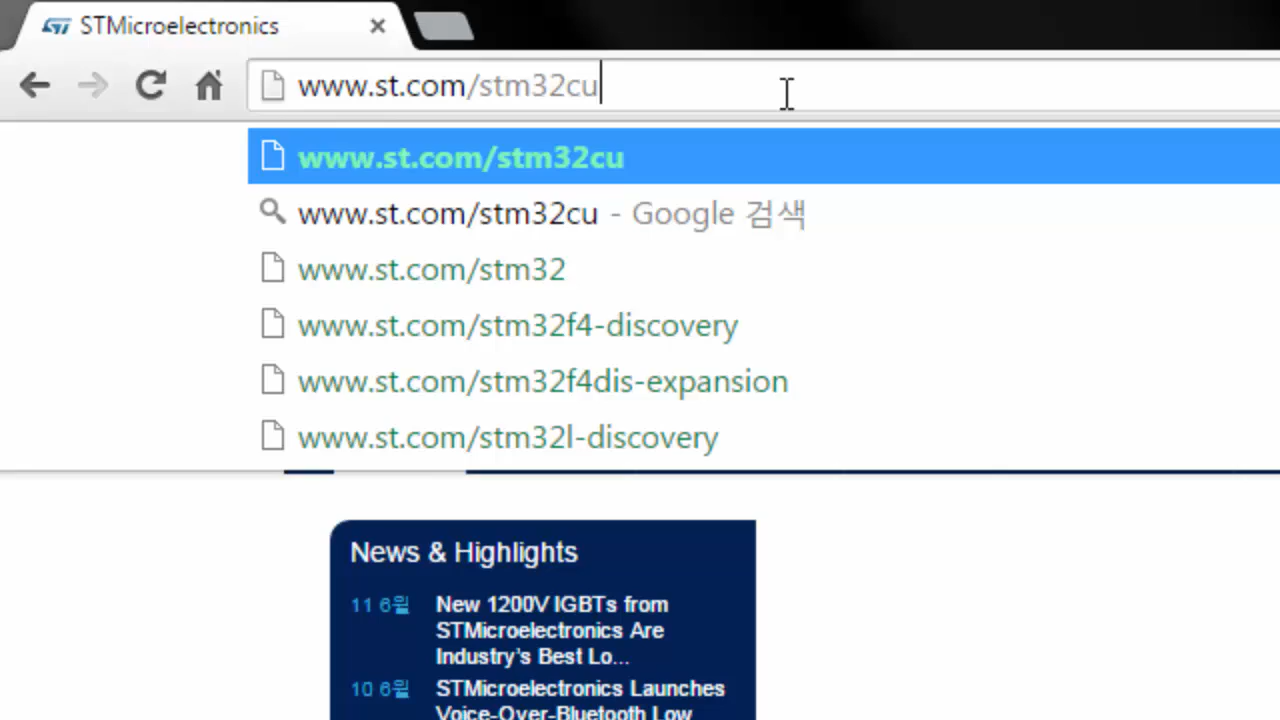 STMicroelectronics
www.st.com/stm32cu
www.st.com/stm32cu
www.st.com/stm32cu - Google 검색
www.st.com/stm32
www.st.com/stm32f4-discovery
www.st.com/stm32f4dis-expansion
www.st.com/stm32l-discovery
News & Highlights
11 6월 New 1200V IGBTs from
STMicroelectronics Are
Industry's Best Lo...
10 6월 STMicroelectronics Launches
Voice-Over-Bluetooth Low